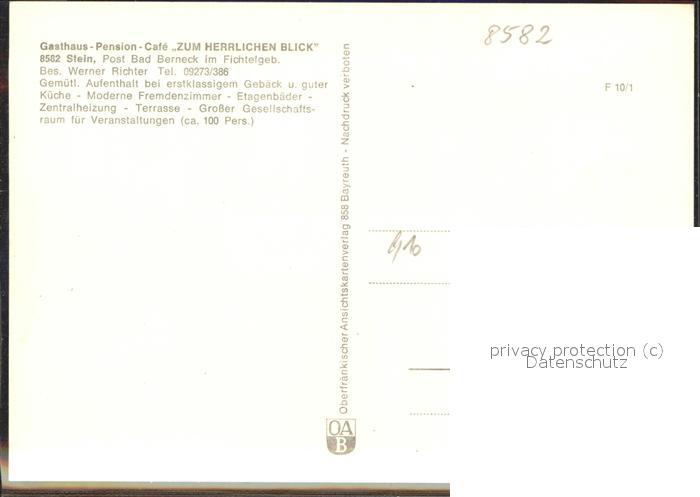 Gasthaus - Pension - Café „ZUM HERRLICHEN BLICK"
8582 Stein, Post Bad Berneck im Fichtelgeb.
Bes. Werner Richter Tel. 09273/386
Gemütl. Aufenthalt bei erstklassigem Gebäck u. guter
Küche - Moderne Fremdenzimmer - Etagenbäder -
Zentralheizung - Terrasse - Großer Gesellschafts-
raum für Veranstaltungen (ca. 100 Pers.)
Oberfränkischer Ansichtskartenverlag 858 Bayreuth - Nachdruck verboten
OA
B
8582
F 10/1
privacy protection (c)
Datenschutz